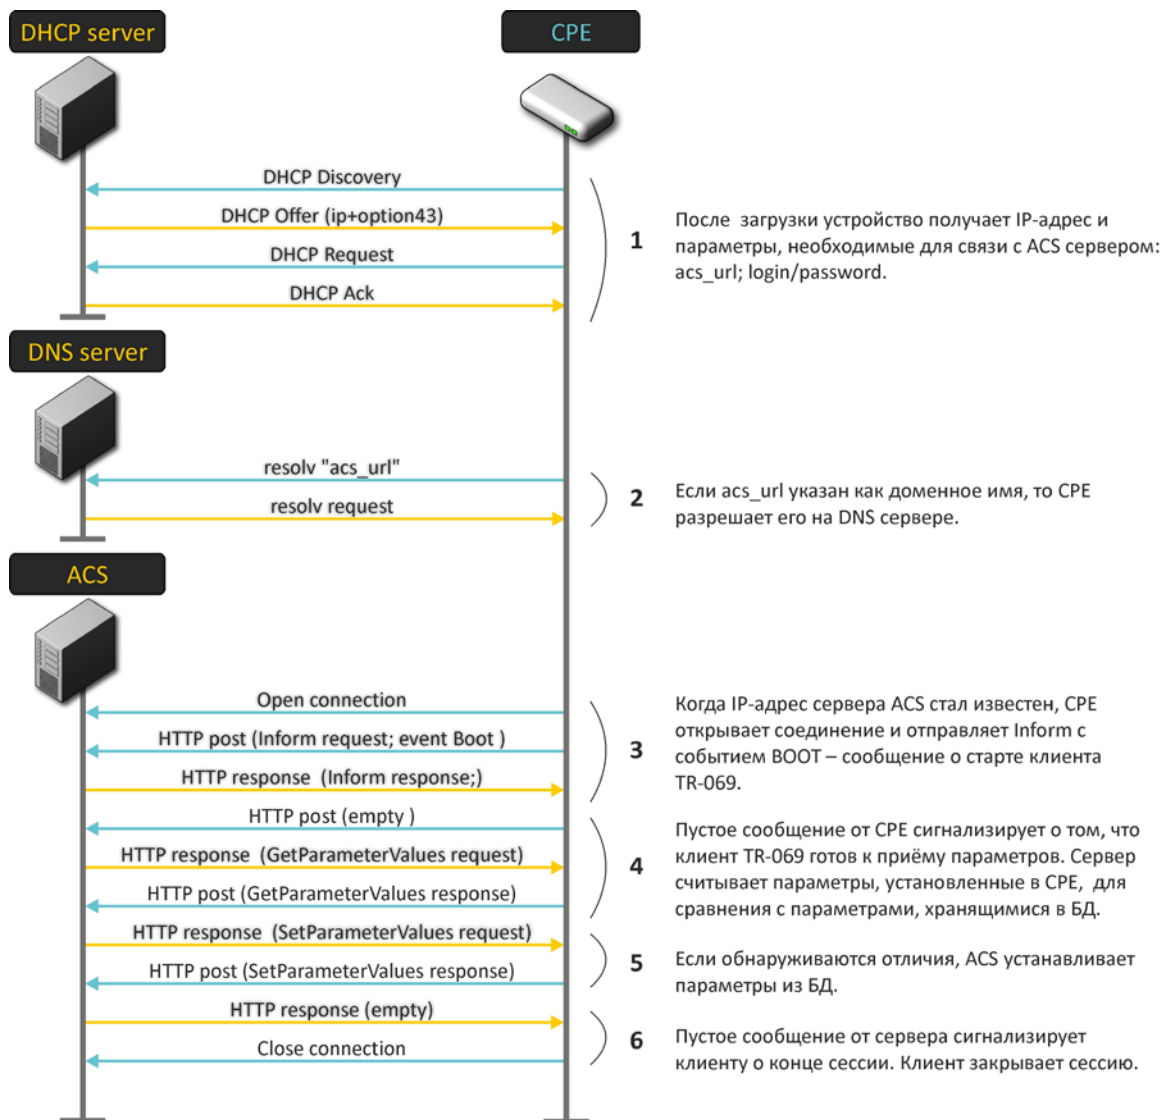 DHCP server
CPE
DHCP Discovery
DHCP Offer (ip+option43)
DHCP Request
DHCP Ack
1
После загрузки устройство получает IP-адрес и
параметры, необходимые для связи с ACS сервером:
acs_url; login/password.
DNS server
resolv "acs_url"
resolv request
2
Если acs_url указан как доменное имя, то CPE
разрешает его на DNS сервере.
ACS
Open connection
HTTP post (Inform request; event Boot )
HTTP response (Inform response;)
3
Когда IP-адрес сервера ACS стал известен, CPE
открывает соединение и отправляет Inform с
событием BOOT – сообщение о старте клиента
TR-069.
HTTP post (empty )
HTTP response (GetParameterValues request)
HTTP post (GetParameterValues response)
4
Пустое сообщение от CPE сигнализирует о том, что
клиент TR-069 готов к приёму параметров. Сервер
считывает параметры, установленные в CPE, для
сравнения с параметрами, хранящимися в БД.
HTTP response (SetParameterValues request)
HTTP post (SetParameterValues response)
5
Если обнаруживаются отличия, ACS устанавливает
параметры из БД.
HTTP response (empty)
Close connection
6
Пустое сообщение от сервера сигнализирует
клиенту о конце сессии. Клиент закрывает сессию.